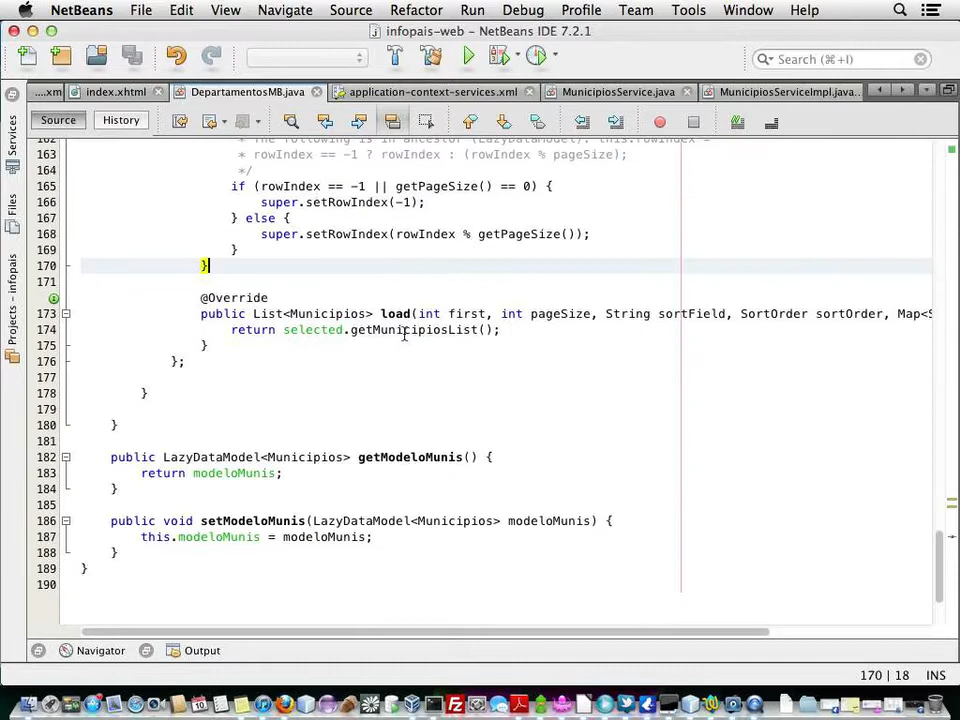 NetBeans File Edit View Navigate Source Refactor Run Debug Profile Team Tools Window Help
infopais-web - NetBeans IDE 7.2.1
Search (⌘+I)
....xm index.xhtml DepartamentosMB.java application-context-services.xml MunicipiosService.java MunicipiosServiceImpl.java...
Source History
Services
Files
infopais
163 * rowIndex == -1 ? rowIndex : (rowIndex % pageSize);
164 */
165 if (rowIndex == -1 || getPageSize() == 0) {
166 super.setRowIndex(-1);
167 } else {
168 super.setRowIndex(rowIndex % getPageSize());
169 }
170 }
171
@Override
173 public List<Municipios> load(int first, int pageSize, String sortField, SortOrder sortOrder, Map<S
174 return selected.getMunicipiosList();
175 }
176 };
177
178 }
179
180 }
181
182 public LazyDataModel<Municipios> getModeloMunis() {
183 return modeloMunis;
184 }
185
186 public void setModeloMunis(LazyDataModel<Municipios> modeloMunis) {
187 this.modeloMunis = modeloMunis;
188 }
189 }
190
Navigator Output
170 | 18 INS